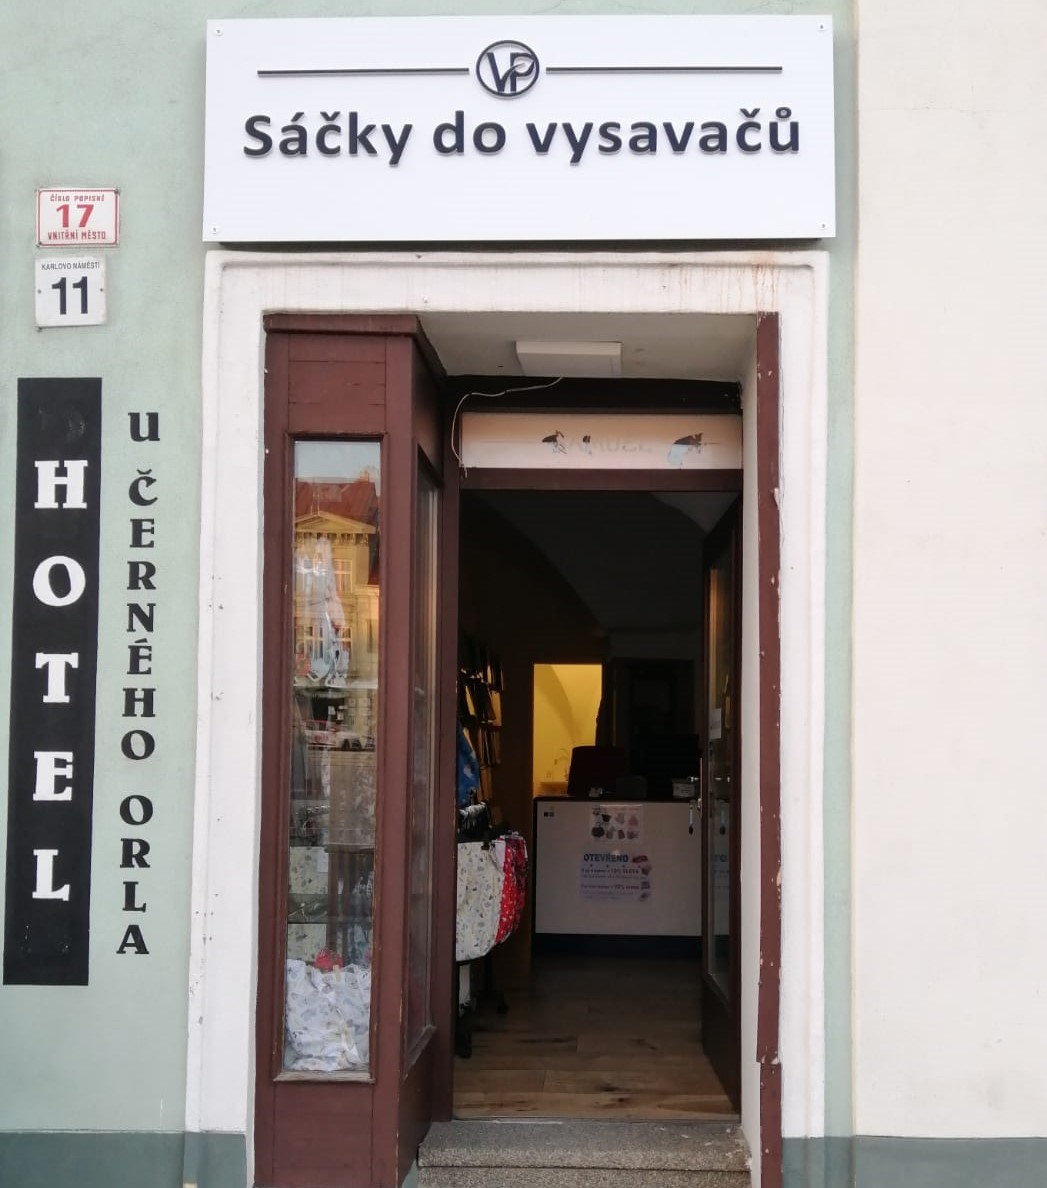 VP
Sáčky do vysavačů
ČÍSLO POPISNÉ
17
VNITŘNÍ MĚSTO
KARLOVO NÁMĚSTÍ
11
HOTEL
U ČERNÉHO ORLA
OTEVŘENO